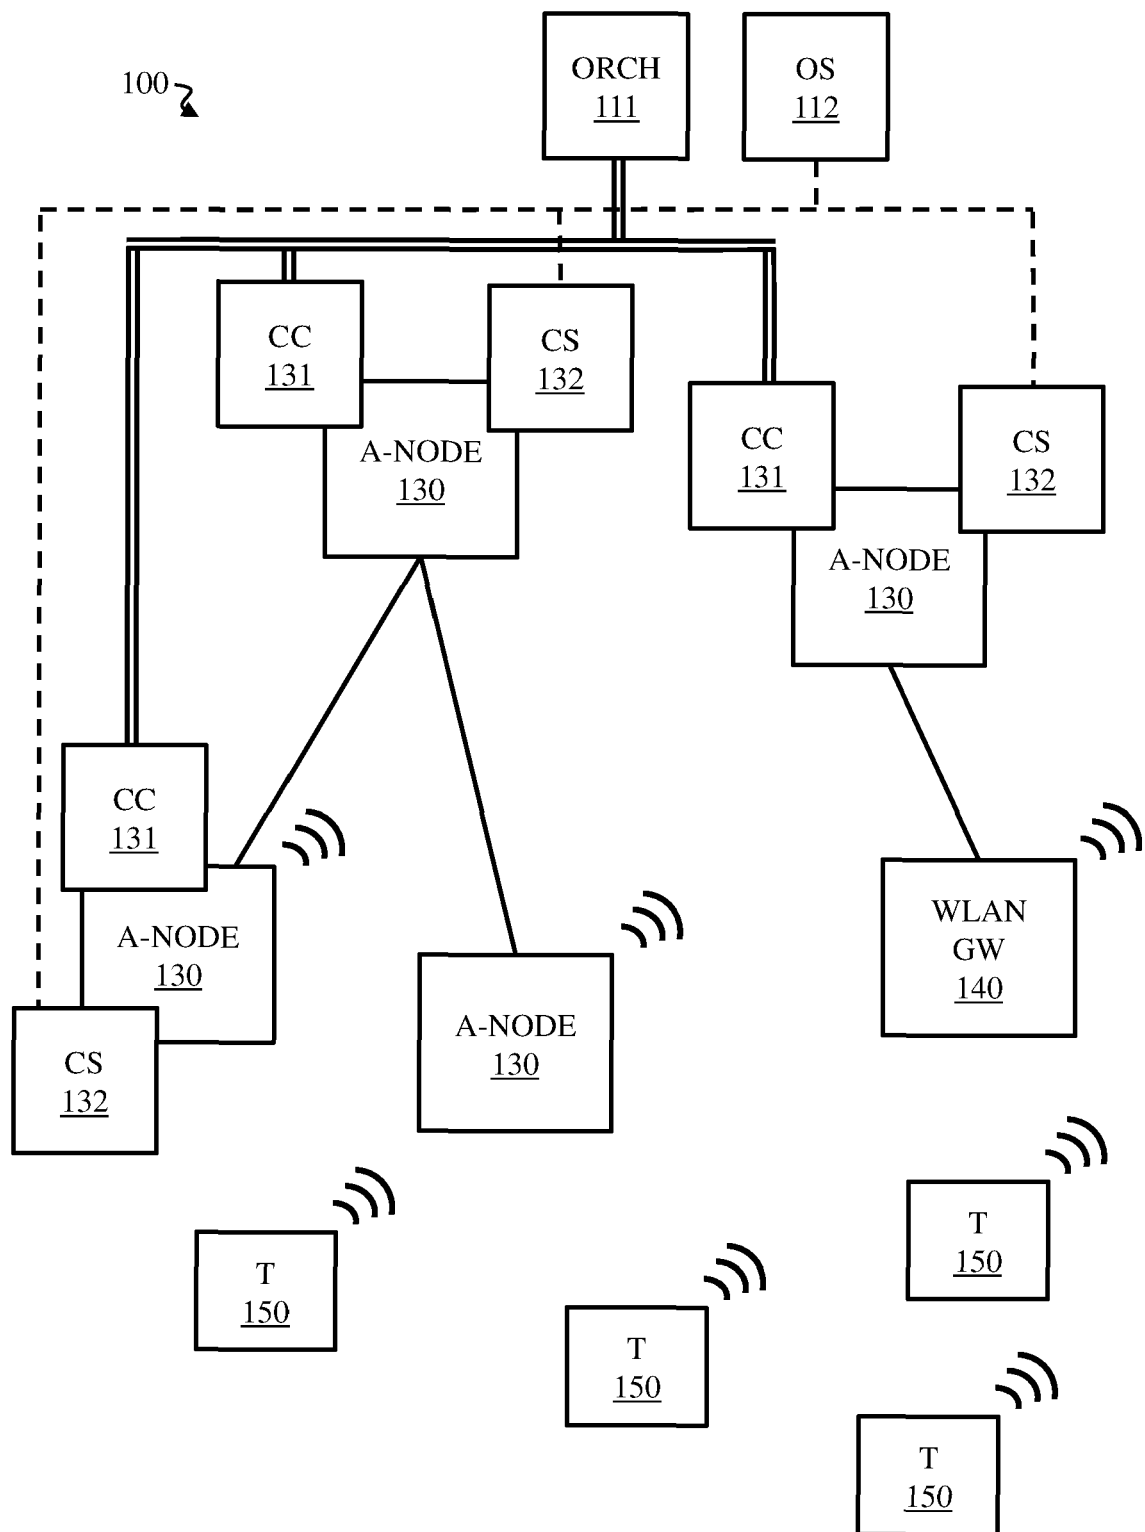 100
ORCH
111
OS
112
CC
131
CS
132
A-NODE
130
CC
131
CS
132
A-NODE
130
CC
131
A-NODE
130
CS
132
A-NODE
130
WLAN
GW
140
T
150
T
150
T
150
T
150